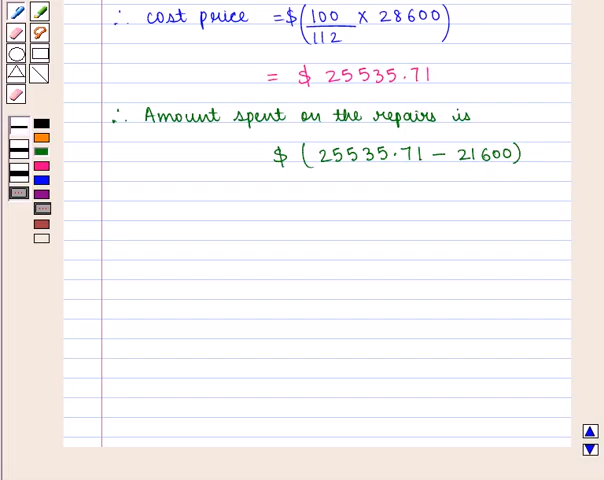 ∴ cost price = $(100/112 × 28600)
= $ 25535.71
∴ Amount spent on the repairs is
$ (25535.71 – 21600)